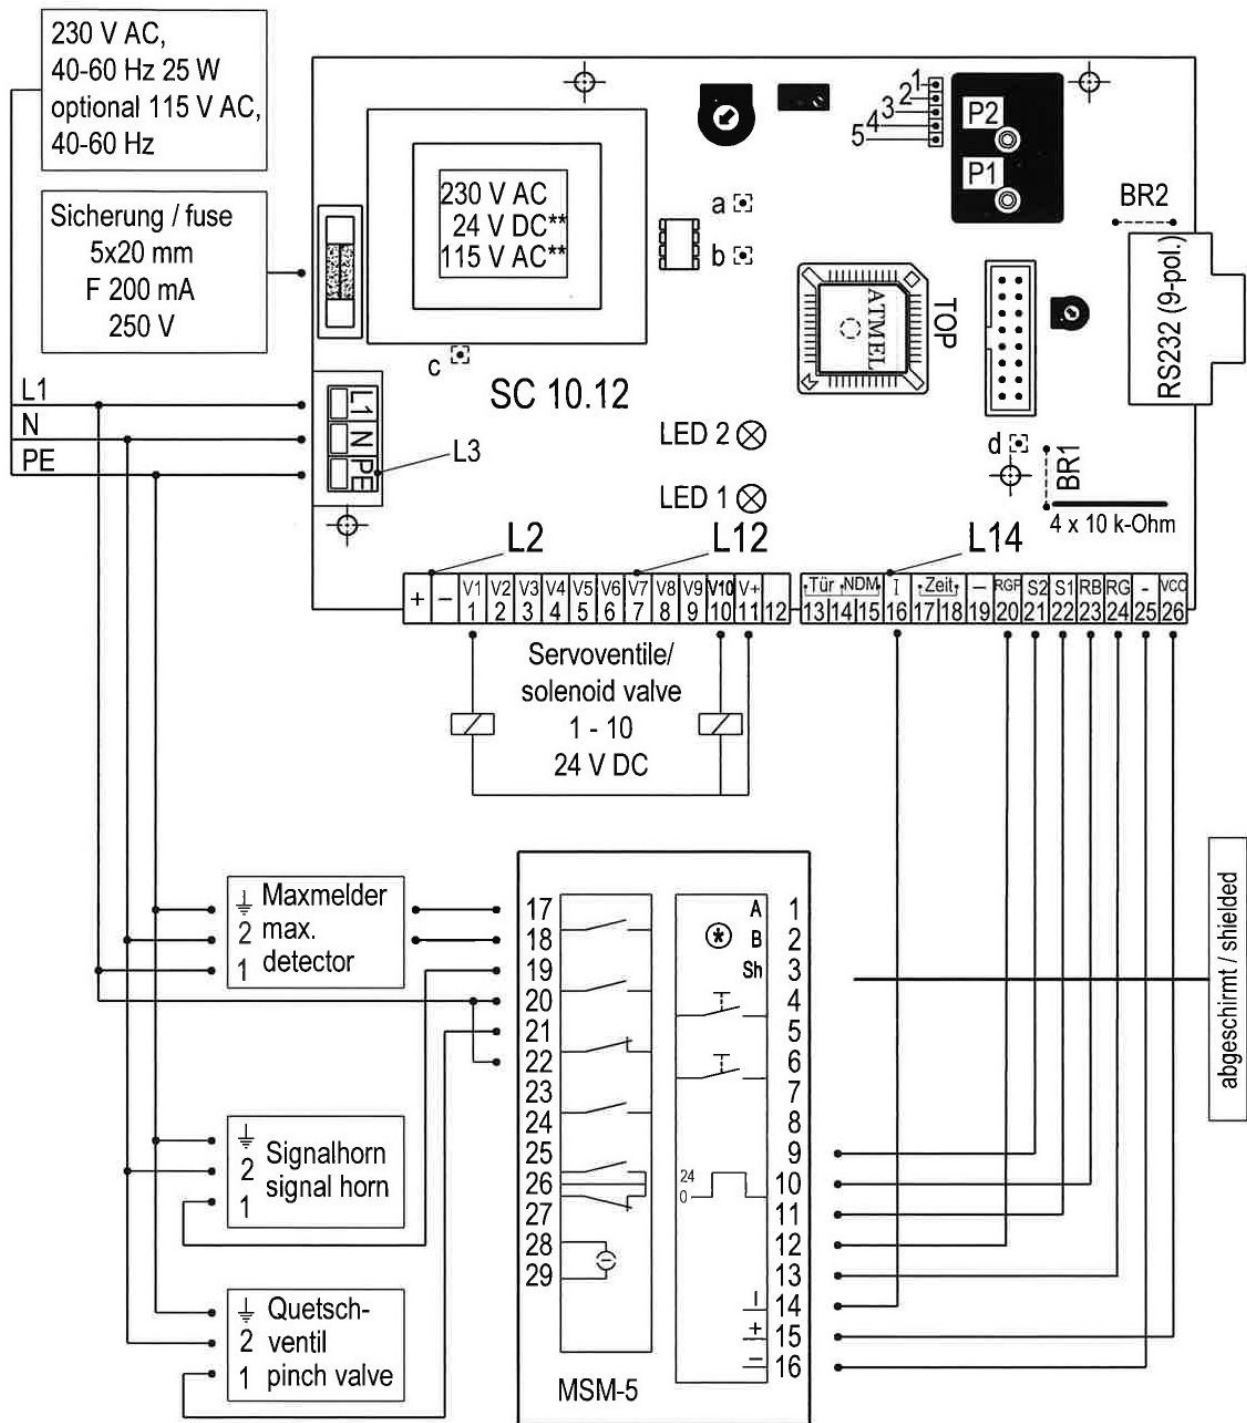 230 V AC,
40-60 Hz 25 W
optional 115 V AC,
40-60 Hz
Sicherung / fuse
5x20 mm
F 200 mA
250 V
L1
N
PE
230 V AC
24 V DC**
115 V AC**
1
2
3
4
5
P2
P1
BR2
a
b
c
SC 10.12
ATMEL
TOP
RS232 (9-pol.)
LED 2
LED 1
d
BR1
4 x 10 k-Ohm
L1
N
PE
L3
L2
L12
L14
+ - V1 V2 V3 V4 V5 V6 V7 V8 V9 V10 V+
1 2 3 4 5 6 7 8 9 10 11 12
Tür NDM I Zeit - RGP S2 S1 RB RG - VCC
13 14 15 16 17 18 19 20 21 22 23 24 25 26
Servoventile/
solenoid valve
1 - 10
24 V DC
abgeschirmt / shielded
Maxmelder
2 max.
1 detector
Signalhorn
2 signal horn
1
Quetsch-
2 ventil
1 pinch valve
17
18
19
20
21
22
23
24
25
26
27
28
29
A 1
* B 2
Sh 3
4
5
6
7
8
9
24
0
10
11
12
13
I 14
+ 15
- 16
MSM-5